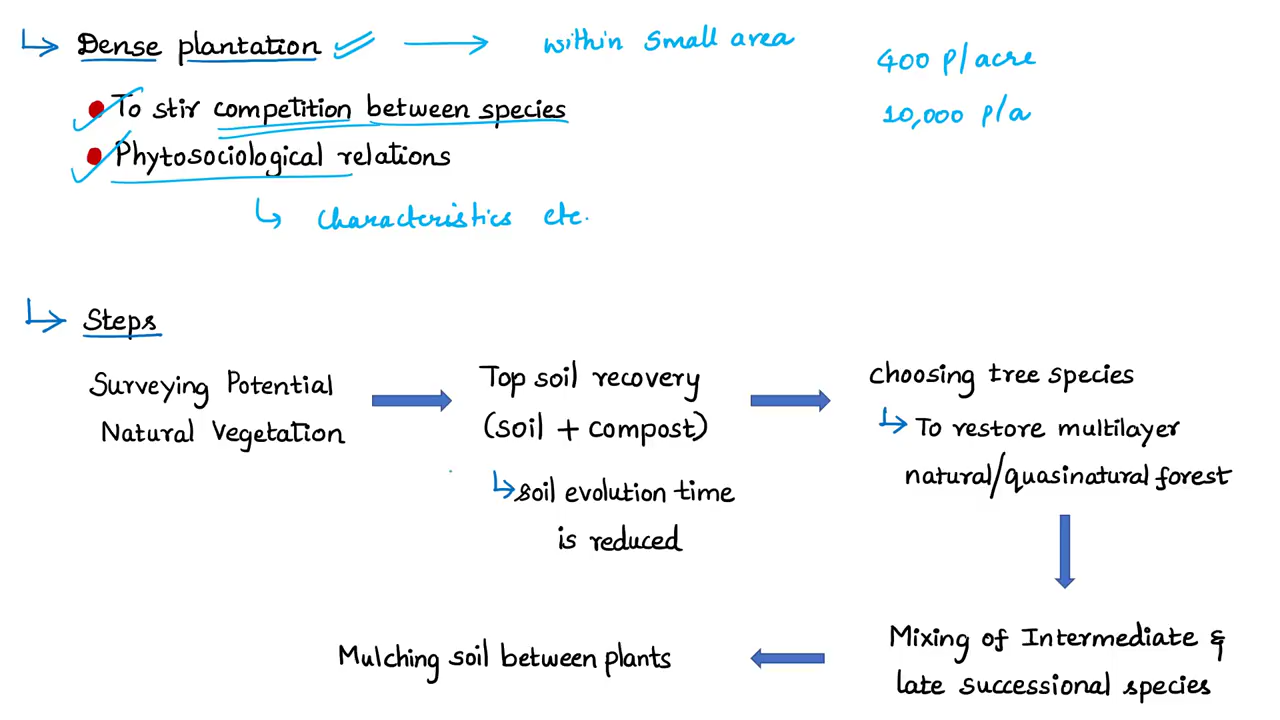 Dense plantation
within small area
400 p/acre
10,000 p/a
To stir competition between species
Phytosociological relations
characteristics etc.
Steps
Surveying Potential
Natural Vegetation
Top soil recovery
(soil + compost)
soil evolution time
is reduced
choosing tree species
To restore multilayer
natural/quasinatural forest
Mixing of Intermediate &
late successional species
Mulching soil between plants